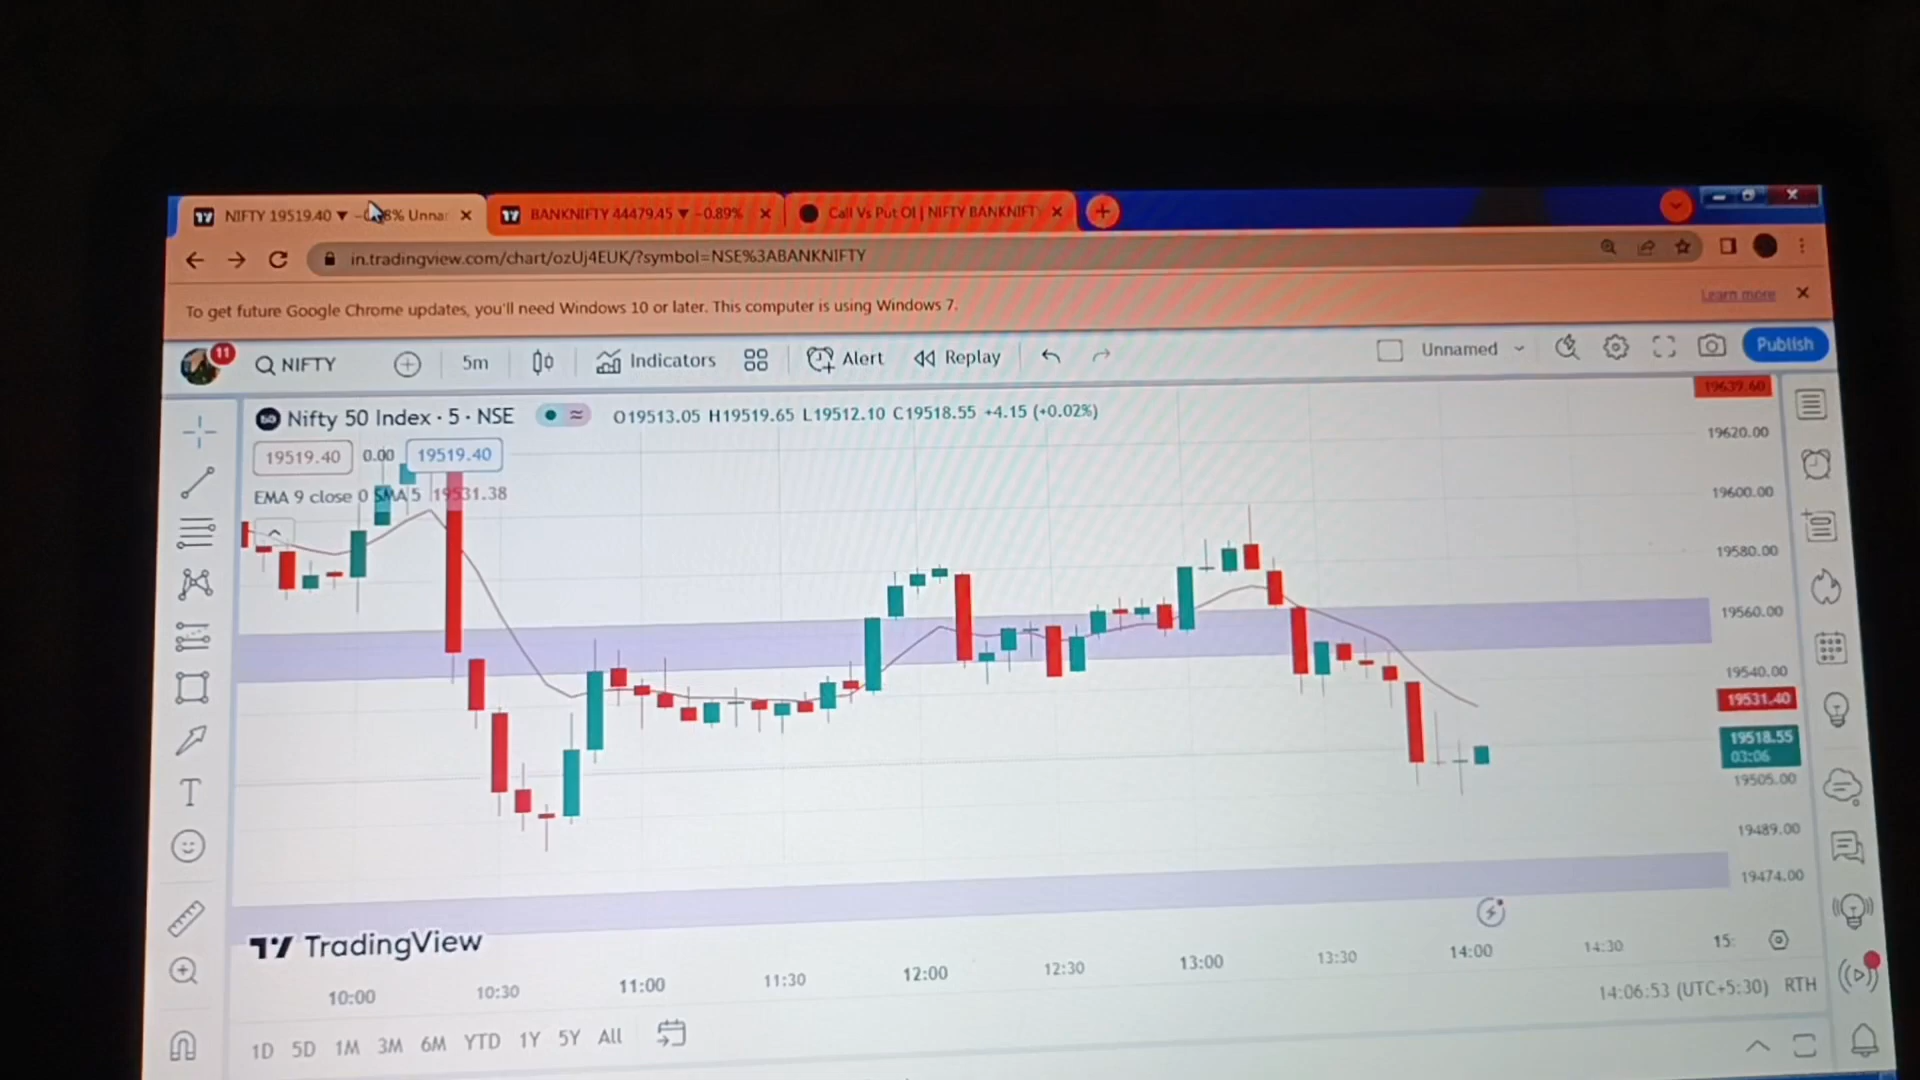 NIFTY 19519.40 ▼ Unna
BANKNIFTY 44479.45 ▼ −0.89%
Call Vs Put OI | NIFTY BANKNIFTY
in.tradingview.com/chart/ozUj4EUK/?symbol=NSE%3ABANKNIFTY
To get future Google Chrome updates, you'll need Windows 10 or later. This computer is using Windows 7.
Learn more
11
NIFTY
5m
Indicators
Alert
Replay
Unnamed
Publish
Nifty 50 Index · 5 · NSE
O19513.05 H19519.65 L19512.10 C19518.55 +4.15 (+0.02%)
19519.40 0.00 19519.40
EMA 9 close 0 SMA 5 19531.38
19639.60
19620.00
19600.00
19580.00
19560.00
19540.00
19531.40
19518.55
03:06
19505.00
19489.00
19474.00
TradingView
10:00 10:30 11:00 11:30 12:00 12:30 13:00 13:30 14:00 14:30 15:
14:06:53 (UTC+5:30) RTH
1D 5D 1M 3M 6M YTD 1Y 5Y All